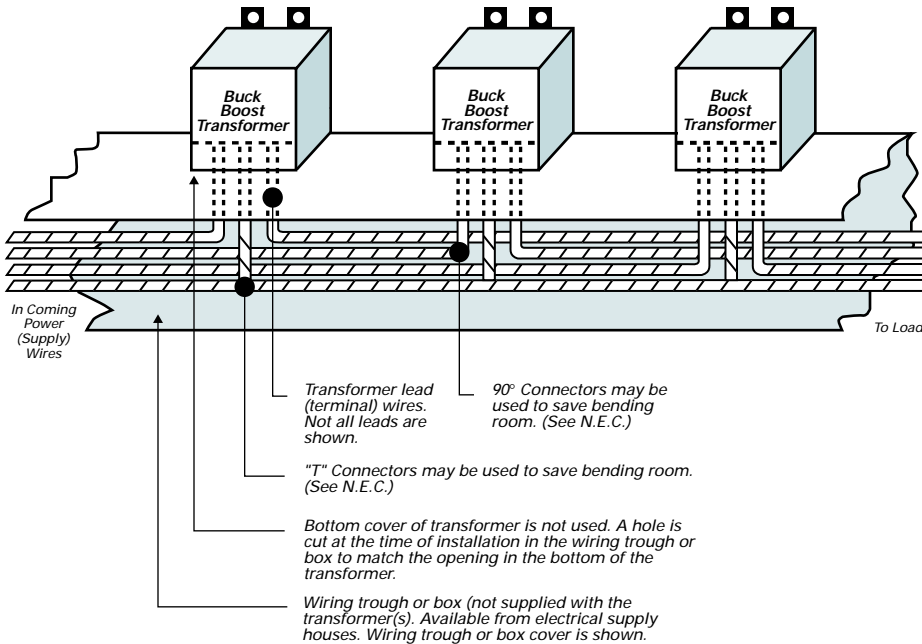 Buck
Boost
Transformer
Buck
Boost
Transformer
Buck
Boost
Transformer
In Coming
Power
(Supply)
Wires
To Load
Transformer lead
(terminal) wires.
Not all leads are
shown.
90° Connectors may be
used to save bending
room. (See N.E.C.)
"T" Connectors may be used to save bending room.
(See N.E.C.)
Bottom cover of transformer is not used. A hole is
cut at the time of installation in the wiring trough or
box to match the opening in the bottom of the
transformer.
Wiring trough or box (not supplied with the
transformer(s). Available from electrical supply
houses. Wiring trough or box cover is shown.